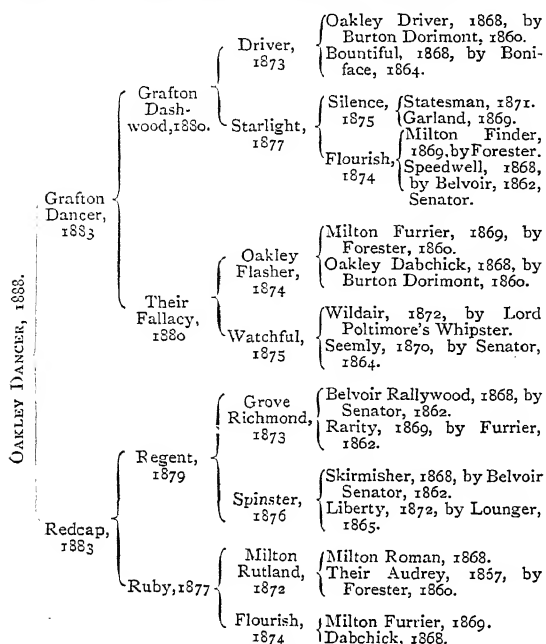 OAKLEY DANCER, 1888.
Grafton
Dancer,
1883
Grafton
Dash-
wood, 1880.
Driver,
1873
Oakley Driver, 1868, by
Burton Dorimont, 1860.
Bountiful, 1868, by Boni-
face, 1864.
Starlight,
1877
Silence,
1875
Statesman, 1871.
Garland, 1869.
Flourish,
1874
Milton Finder,
1869, by Forester.
Speedwell, 1868,
by Belvoir, 1862,
Senator.
Their
Fallacy,
1880
Oakley
Flasher,
1874
Milton Furrier, 1869, by
Forester, 1860.
Oakley Dabchick, 1868, by
Burton Dorimont, 1860.
Watchful,
1875
Wildair, 1872, by Lord
Poltimore's Whipster.
Seemly, 1870, by Senator,
1864.
Redcap,
1883
Regent,
1879
Grove
Richmond,
1873
Belvoir Rallywood, 1868, by
Senator, 1862.
Rarity, 1869, by Furrier,
1862.
Spinster,
1876
Skirmisher, 1868, by Belvoir
Senator, 1862.
Liberty, 1872, by Lounger,
1865.
Ruby, 1877
Milton
Rutland,
1872
Milton Roman, 1868.
Their Audrey, 1867, by
Forester, 1860.
Flourish,
1874
Milton Furrier, 1869.
Dabchick, 1868.